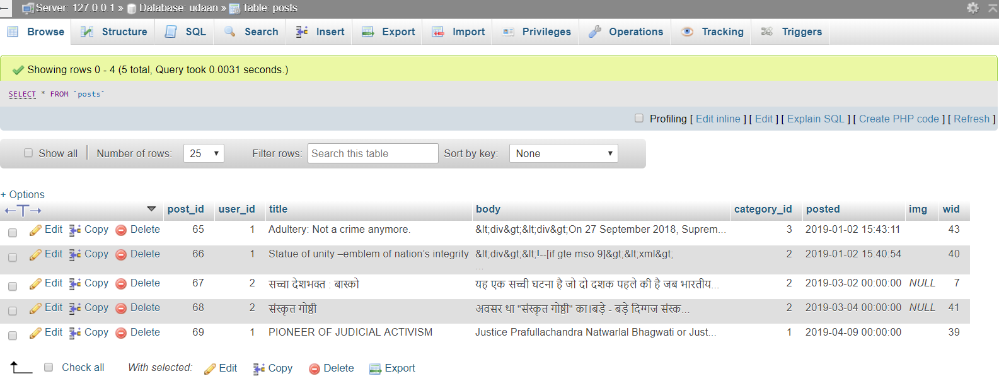 Server: 127.0.0.1 » Database: udaan » Table: posts
Browse Structure SQL Search Insert Export Import Privileges Operations Tracking Triggers
Showing rows 0 - 4 (5 total, Query took 0.0031 seconds.)
SELECT * FROM `posts`
Profiling [ Edit inline ] [ Edit ] [ Explain SQL ] [ Create PHP code ] [ Refresh ]
Show all Number of rows: 25 Filter rows: Search this table Sort by key: None
+ Options
post_id user_id title body category_id posted img wid
Edit Copy Delete 65 1 Adultery: Not a crime anymore. &lt;div&gt;&lt;div&gt;On 27 September 2018, Suprem... 3 2019-01-02 15:43:11 43
Edit Copy Delete 66 1 Statue of unity –emblem of nation’s integrity &lt;div&gt;&lt;!--[if gte mso 9]&gt;&lt;xml&gt; 2 2019-01-02 15:40:54 40
...
Edit Copy Delete 67 2 सच्चा देशभक्त : बास्को यह एक सच्ची घटना है जो दो दशक पहले की है जब भारतीय... 2 2019-03-02 00:00:00 NULL 7
Edit Copy Delete 68 2 संस्कृत गोष्ठी अवसर था "संस्कृत गोष्ठी" का।बड़े - बड़े दिग्गज संस्क... 2 2019-03-04 00:00:00 NULL 41
Edit Copy Delete 69 1 PIONEER OF JUDICIAL ACTIVISM Justice Prafullachandra Natwarlal Bhagwati or Just... 1 2019-04-09 00:00:00 39
Check all With selected: Edit Copy Delete Export